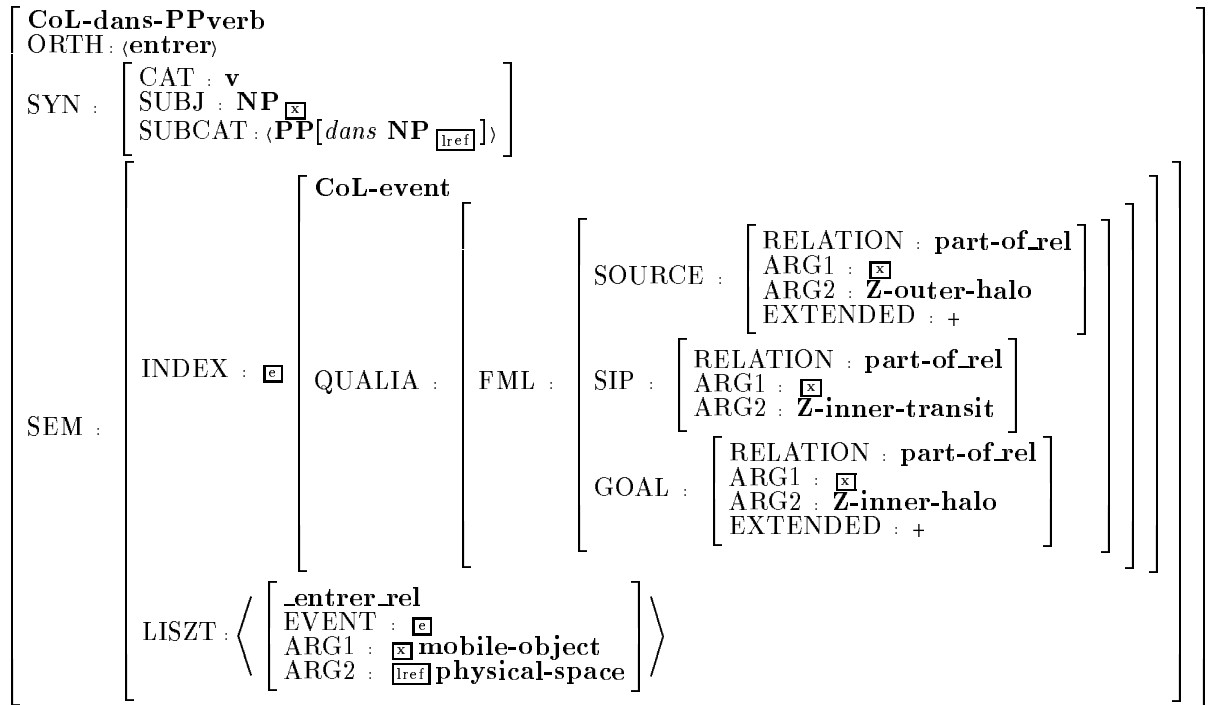 CoL-dans-PPverb
ORTH : ⟨entrer⟩
SYN :
CAT : v
SUBJ : NP x
SUBCAT : ⟨PP[dans NP lref]⟩
SEM :
INDEX : e
CoL-event
QUALIA :
FML :
SOURCE :
RELATION : part-of_rel
ARG1 : x
ARG2 : Z-outer-halo
EXTENDED : +
SIP :
RELATION : part-of_rel
ARG1 : x
ARG2 : Z-inner-transit
GOAL :
RELATION : part-of_rel
ARG1 : x
ARG2 : Z-inner-halo
EXTENDED : +
LISZT : ⟨
_entrer_rel
EVENT : e
ARG1 : x mobile-object
ARG2 : lref physical-space
⟩